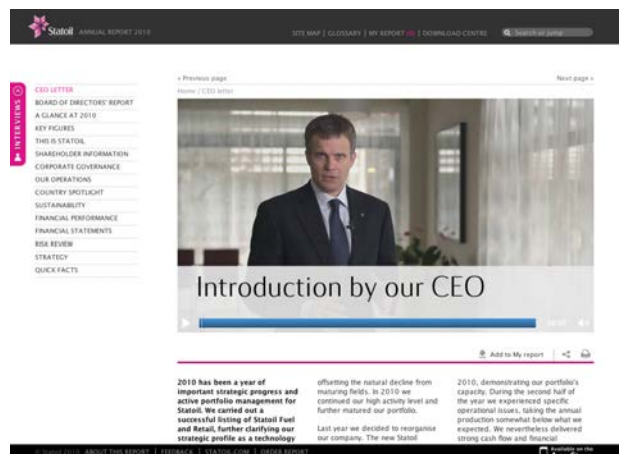 Statoil ANNUAL REPORT 2010
SITE MAP | GLOSSARY | MY REPORT (0) | DOWNLOAD CENTRE
Search or jump
« Previous page
Next page »
Home / CEO letter
INTERVIEWS
CEO LETTER
BOARD OF DIRECTORS' REPORT
A GLANCE AT 2010
KEY FIGURES
THIS IS STATOIL
SHAREHOLDER INFORMATION
CORPORATE GOVERNANCE
OUR OPERATIONS
COUNTRY SPOTLIGHT
SUSTAINABILITY
FINANCIAL PERFORMANCE
FINANCIAL STATEMENTS
RISK REVIEW
STRATEGY
QUICK FACTS
Introduction by our CEO
Add to My report
2010 has been a year of
important strategic progress and
active portfolio management for
Statoil. We carried out a
successful listing of Statoil Fuel
and Retail, further clarifying our
strategic profile as a technology
offsetting the natural decline from
maturing fields. In 2010 we
continued our high activity level and
further matured our portfolio.
Last year we decided to reorganise
our company. The new Statoil
2010, demonstrating our portfolio's
capacity. During the second half of
the year we experienced specific
operational issues, taking the annual
production somewhat below what we
expected. We nevertheless delivered
strong cash flow and financial
© Statoil 2010 ABOUT THIS REPORT | FEEDBACK | STATOIL.COM | ORDER REPORT
Available on the